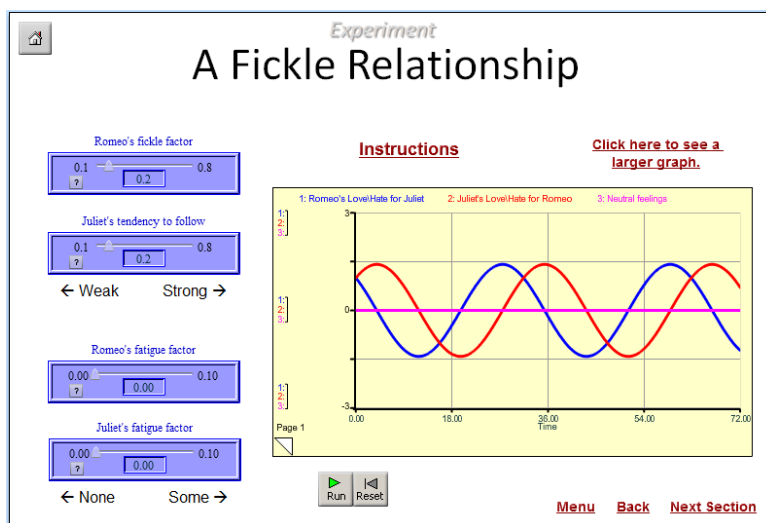 Experiment
A Fickle Relationship
Romeo's fickle factor
0.1 0.8
? 0.2
Juliet's tendency to follow
0.1 0.8
? 0.2
← Weak Strong →
Romeo's fatigue factor
0.00 0.10
? 0.00
Juliet's fatigue factor
0.00 0.10
? 0.00
← None Some →
Instructions
Click here to see a
larger graph.
1: Romeo's Love\Hate for Juliet 2: Juliet's Love\Hate for Romeo 3: Neutral feelings
1: 3
2:
3:
1:
2: 0
3:
1:
2:
3: -3
0.00 18.00 36.00 54.00 72.00
Page 1 Time
Run Reset
Menu Back Next Section